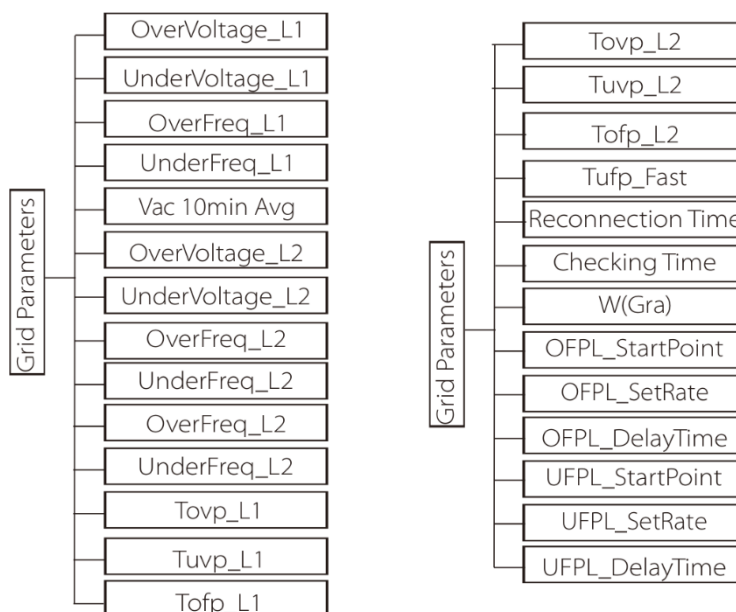 Grid Parameters
OverVoltage_L1
UnderVoltage_L1
OverFreq_L1
UnderFreq_L1
Vac 10min Avg
OverVoltage_L2
UnderVoltage_L2
OverFreq_L2
UnderFreq_L2
OverFreq_L2
UnderFreq_L2
Tovp_L1
Tuvp_L1
Tofp_L1
Grid Parameters
Tovp_L2
Tuvp_L2
Tofp_L2
Tufp_Fast
Reconnection Time
Checking Time
W(Gra)
OFPL_StartPoint
OFPL_SetRate
OFPL_DelayTime
UFPL_StartPoint
UFPL_SetRate
UFPL_DelayTime